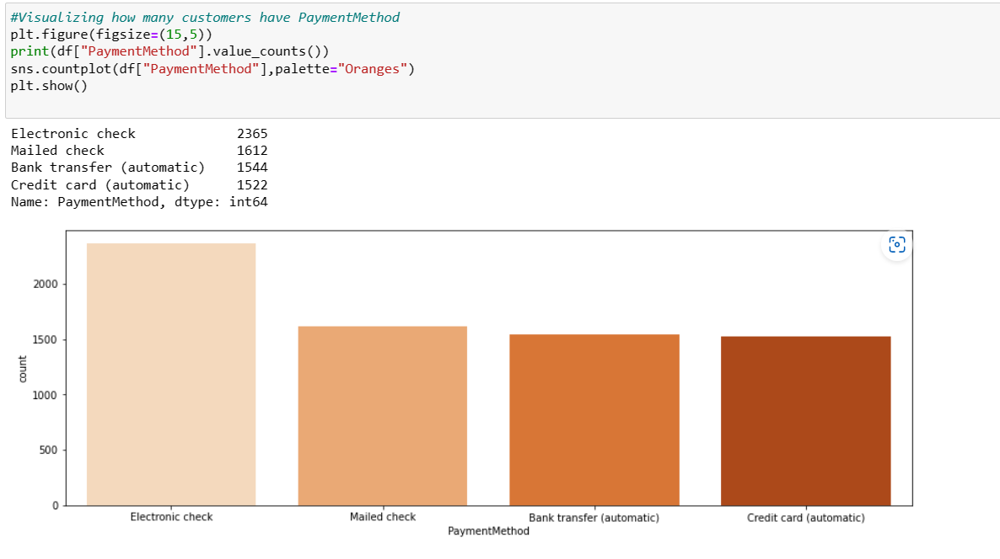 #Visualizing how many customers have PaymentMethod
plt.figure(figsize=(15,5))
print(df["PaymentMethod"].value_counts())
sns.countplot(df["PaymentMethod"],palette="Oranges")
plt.show()
Electronic check 2365
Mailed check 1612
Bank transfer (automatic) 1544
Credit card (automatic) 1522
Name: PaymentMethod, dtype: int64
2000
1500
1000
500
0
count
Electronic check Mailed check Bank transfer (automatic) Credit card (automatic)
PaymentMethod